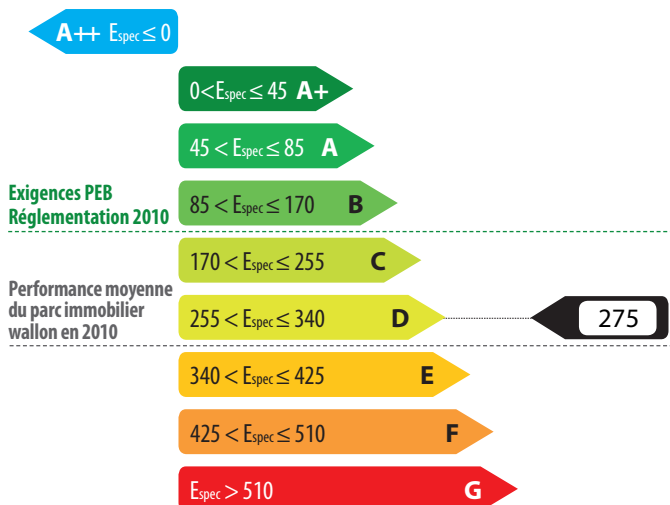 A++ Espec ≤ 0
0<Espec ≤ 45 A+
45 < Espec ≤ 85 A
Exigences PEB
Réglementation 2010
85 < Espec ≤ 170 B
170 < Espec ≤ 255 C
Performance moyenne
du parc immobilier
wallon en 2010
255 < Espec ≤ 340 D
275
340 < Espec ≤ 425 E
425 < Espec ≤ 510 F
Espec > 510 G